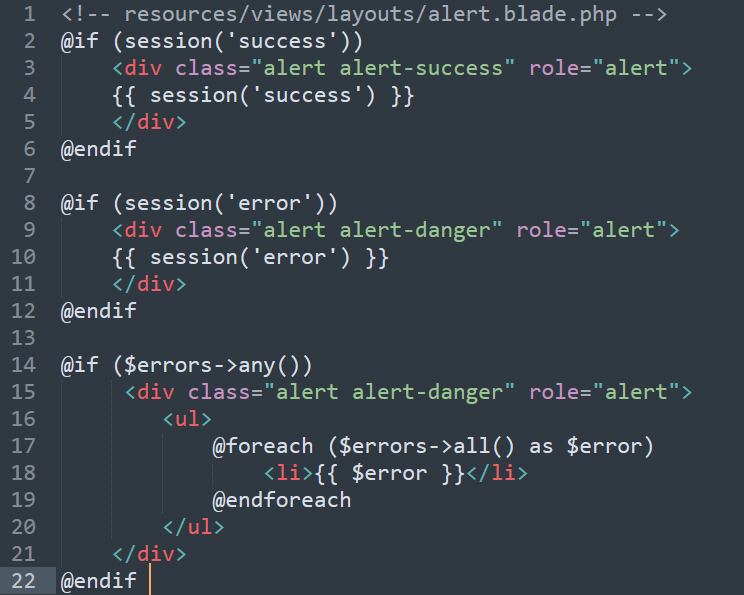 1 <!-- resources/views/layouts/alert.blade.php -->
2 @if (session('success'))
3     <div class="alert alert-success" role="alert">
4     {{ session('success') }}
5     </div>
6 @endif
7
8 @if (session('error'))
9     <div class="alert alert-danger" role="alert">
10     {{ session('error') }}
11     </div>
12 @endif
13
14 @if ($errors->any())
15      <div class="alert alert-danger" role="alert">
16         <ul>
17             @foreach ($errors->all() as $error)
18                 <li>{{ $error }}</li>
19             @endforeach
20         </ul>
21     </div>
22 @endif